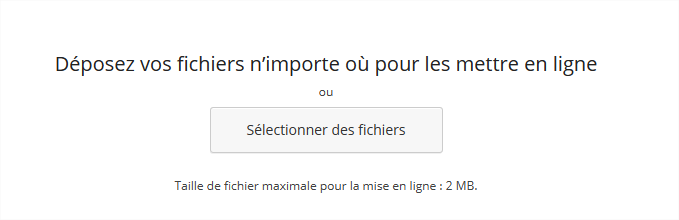 Déposez vos fichiers n’importe où pour les mettre en ligne
ou
Sélectionner des fichiers
Taille de fichier maximale pour la mise en ligne : 2 MB.